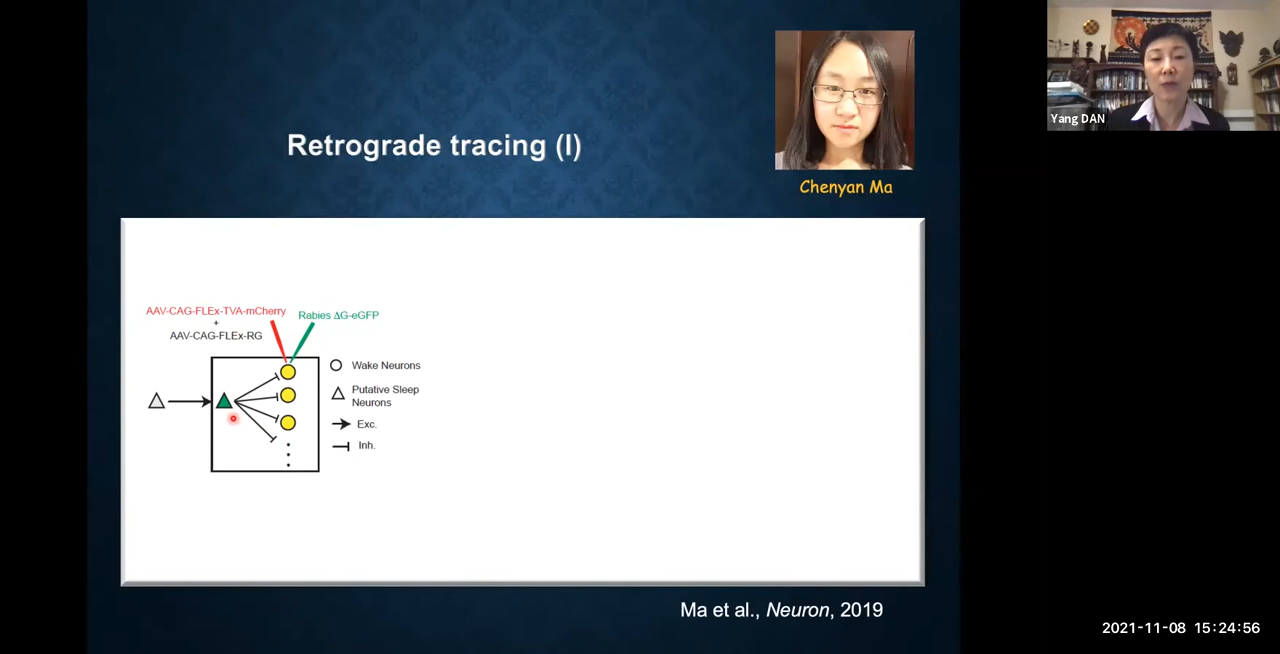 Retrograde tracing (I)
Chenyan Ma
Yang DAN
AAV-CAG-FLEx-TVA-mCherry
+
AAV-CAG-FLEx-RG
Rabies ΔG-eGFP
Wake Neurons
Putative Sleep
Neurons
Exc.
Inh.
Ma et al., Neuron, 2019
2021-11-08 15:24:56